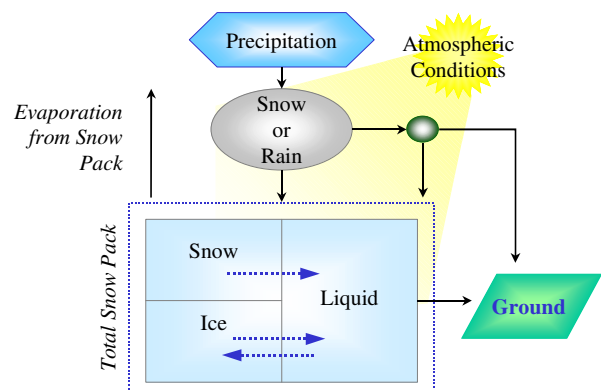 Precipitation
Atmospheric
Conditions
Snow
or
Rain
Evaporation
from Snow
Pack
Total Snow Pack
Snow
Liquid
Ice
Ground